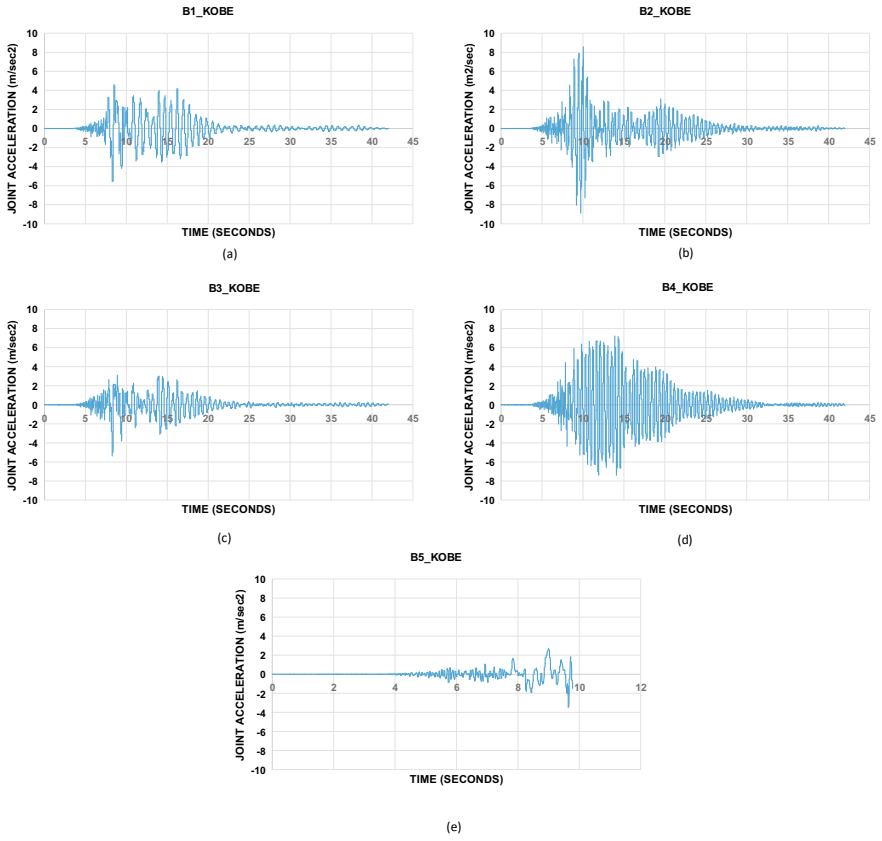 B1_KOBE
JOINT ACCELERATION (m/sec2)
10
8
6
4
2
0
-2
-4
-6
-8
-10
0 5 10 15 20 25 30 35 40 45
TIME (SECONDS)
(a)
B2_KOBE
JOINT ACCELERATION (m2/sec)
10
8
6
4
2
0
-2
-4
-6
-8
-10
0 5 10 15 20 25 30 35 40 45
TIME (SECONDS)
(b)
B3_KOBE
JOINT ACCELERATION (m/sec2)
10
8
6
4
2
0
-2
-4
-6
-8
-10
0 5 10 15 20 25 30 35 40 45
TIME (SECONDS)
(c)
B4_KOBE
JOINT ACCELERATION (m/sec2)
10
8
6
4
2
0
-2
-4
-6
-8
-10
0 5 10 15 20 25 30 35 40 45
TIME (SECONDS)
(d)
B5_KOBE
JOINT ACCELERATION (m/sec2)
10
8
6
4
2
0
-2
-4
-6
-8
-10
0 2 4 6 8 10 12
TIME (SECONDS)
(e)